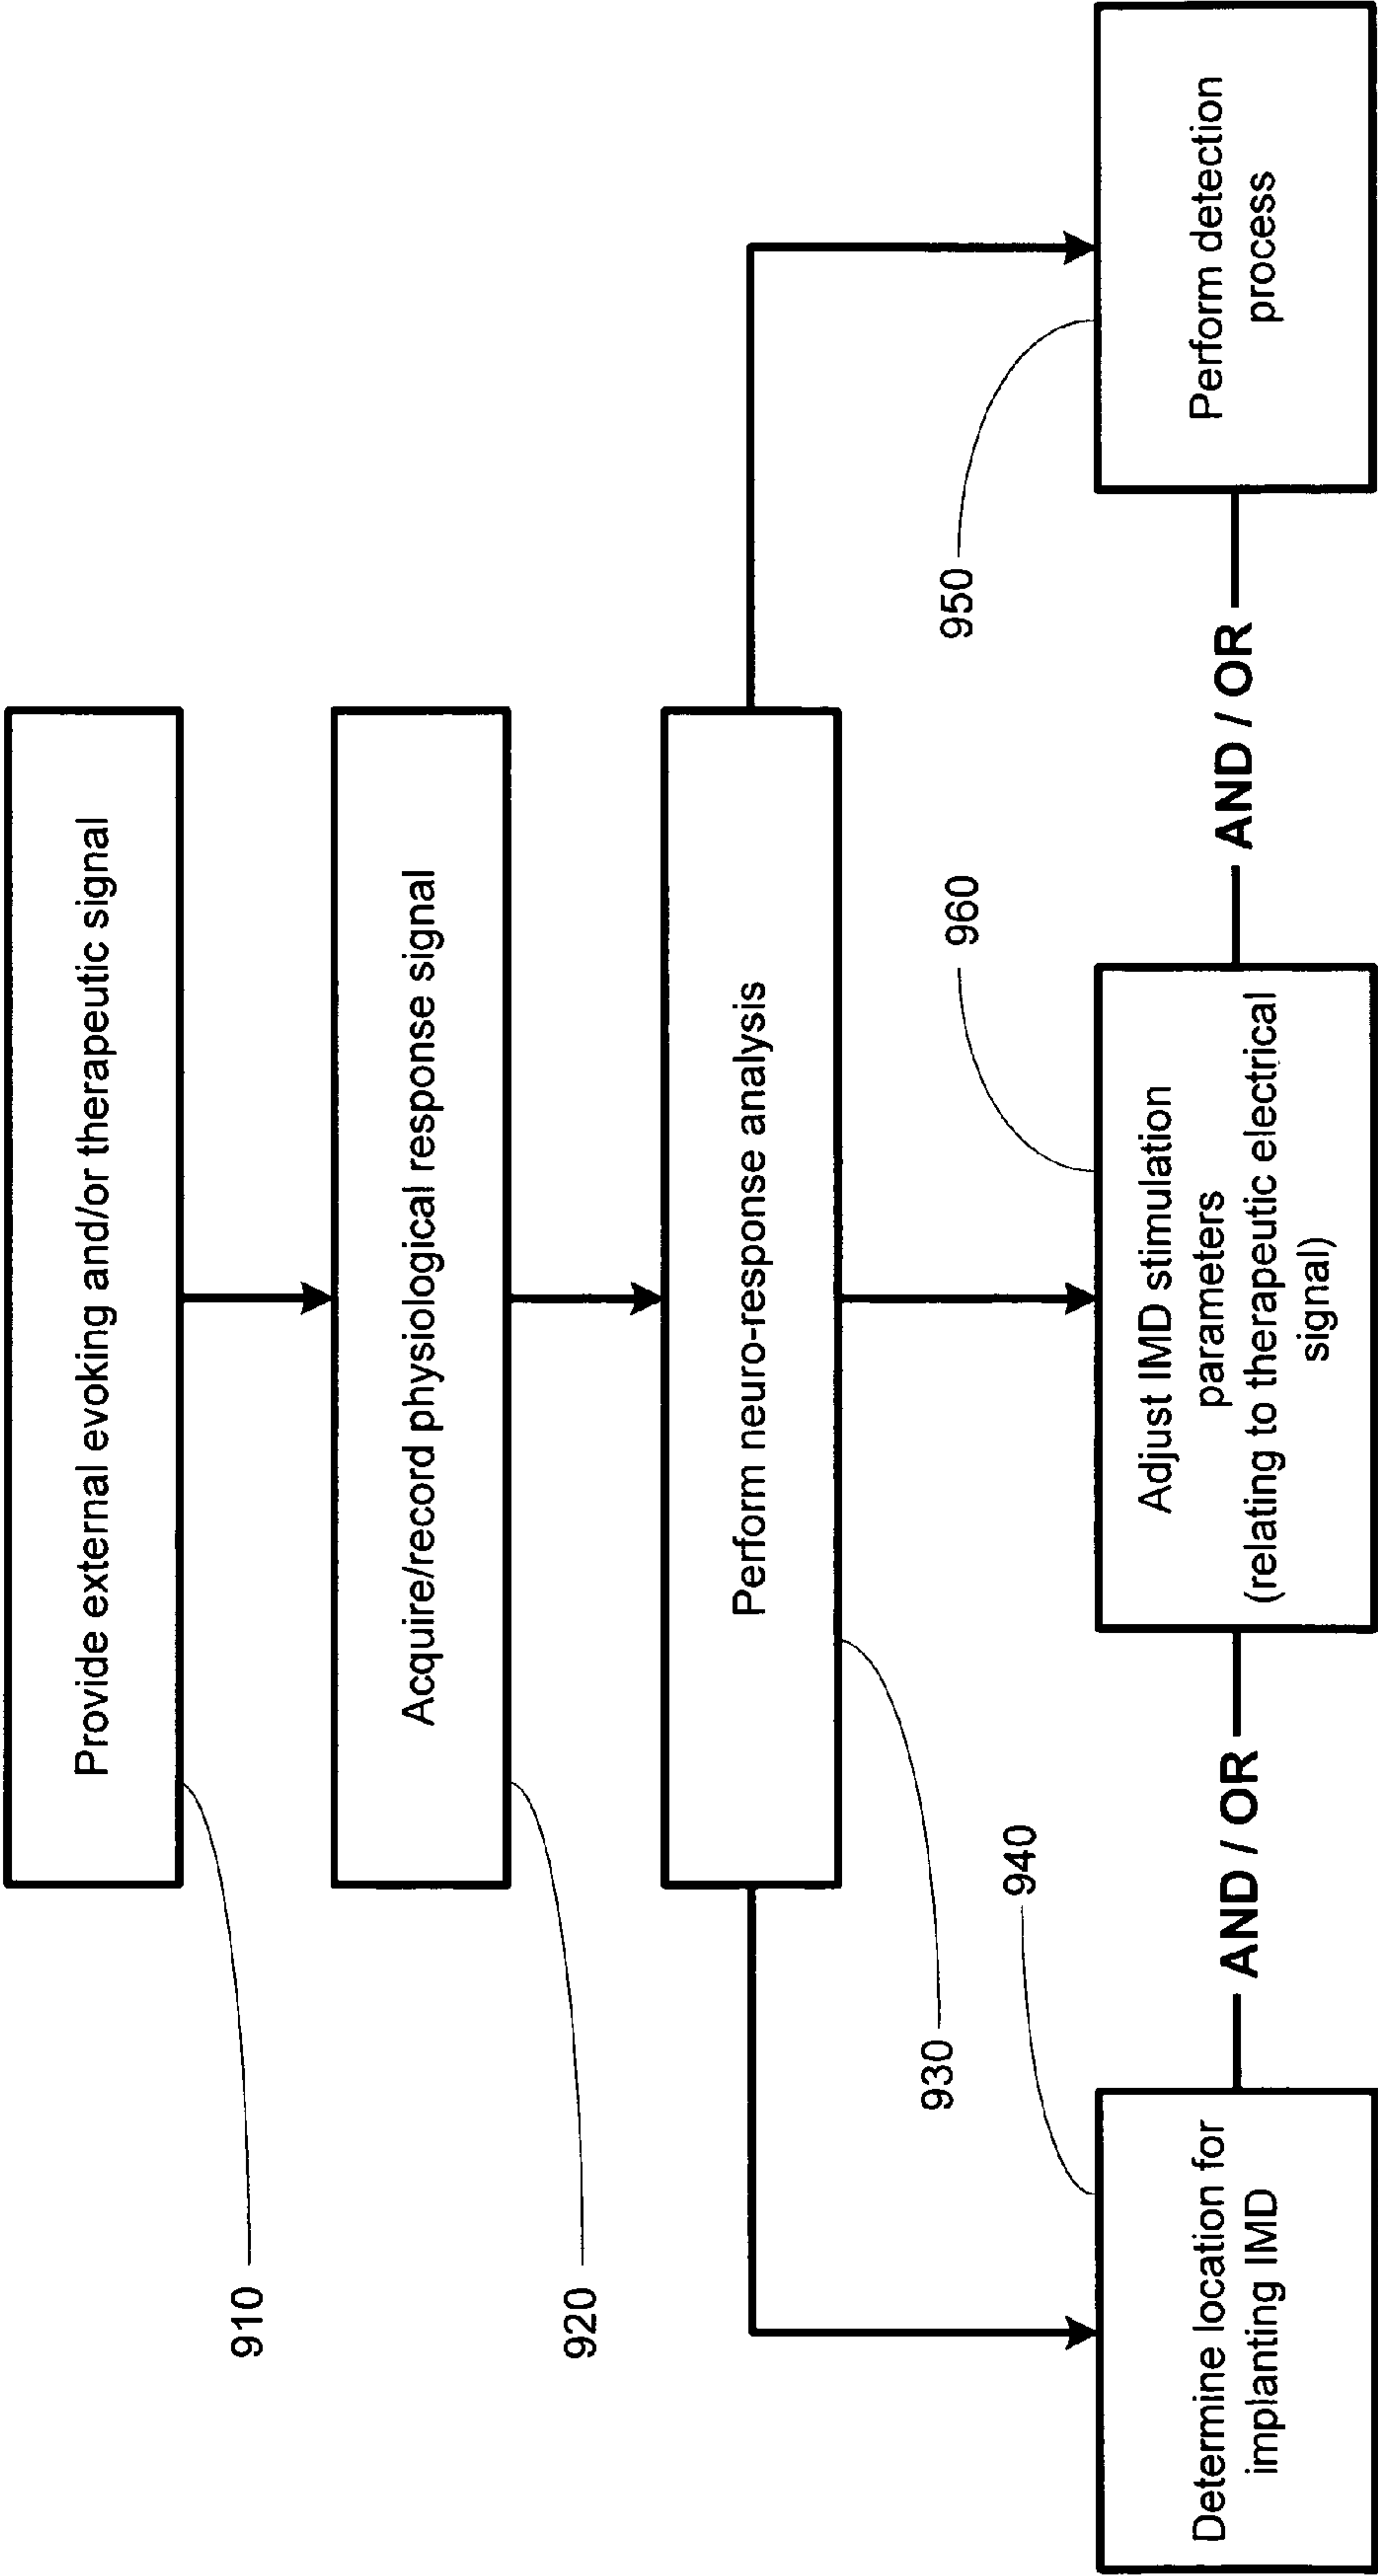 Provide external evoking and/or therapeutic signal
910
Acquire/record physiological response signal
920
Perform neuro-response analysis
930
940
960
950
Determine location for
implanting IMD
AND / OR
Adjust IMD stimulation
parameters
(relating to therapeutic electrical
signal)
AND / OR
Perform detection
process